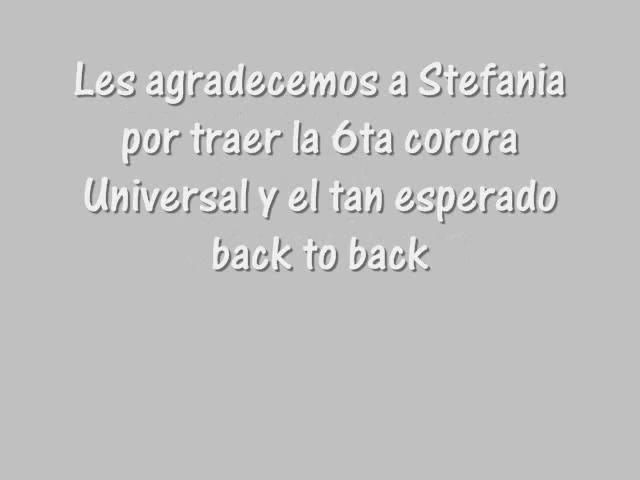 Les agradecemos a Stefania
por traer la 6ta corora
Universal y el tan esperado
back to back